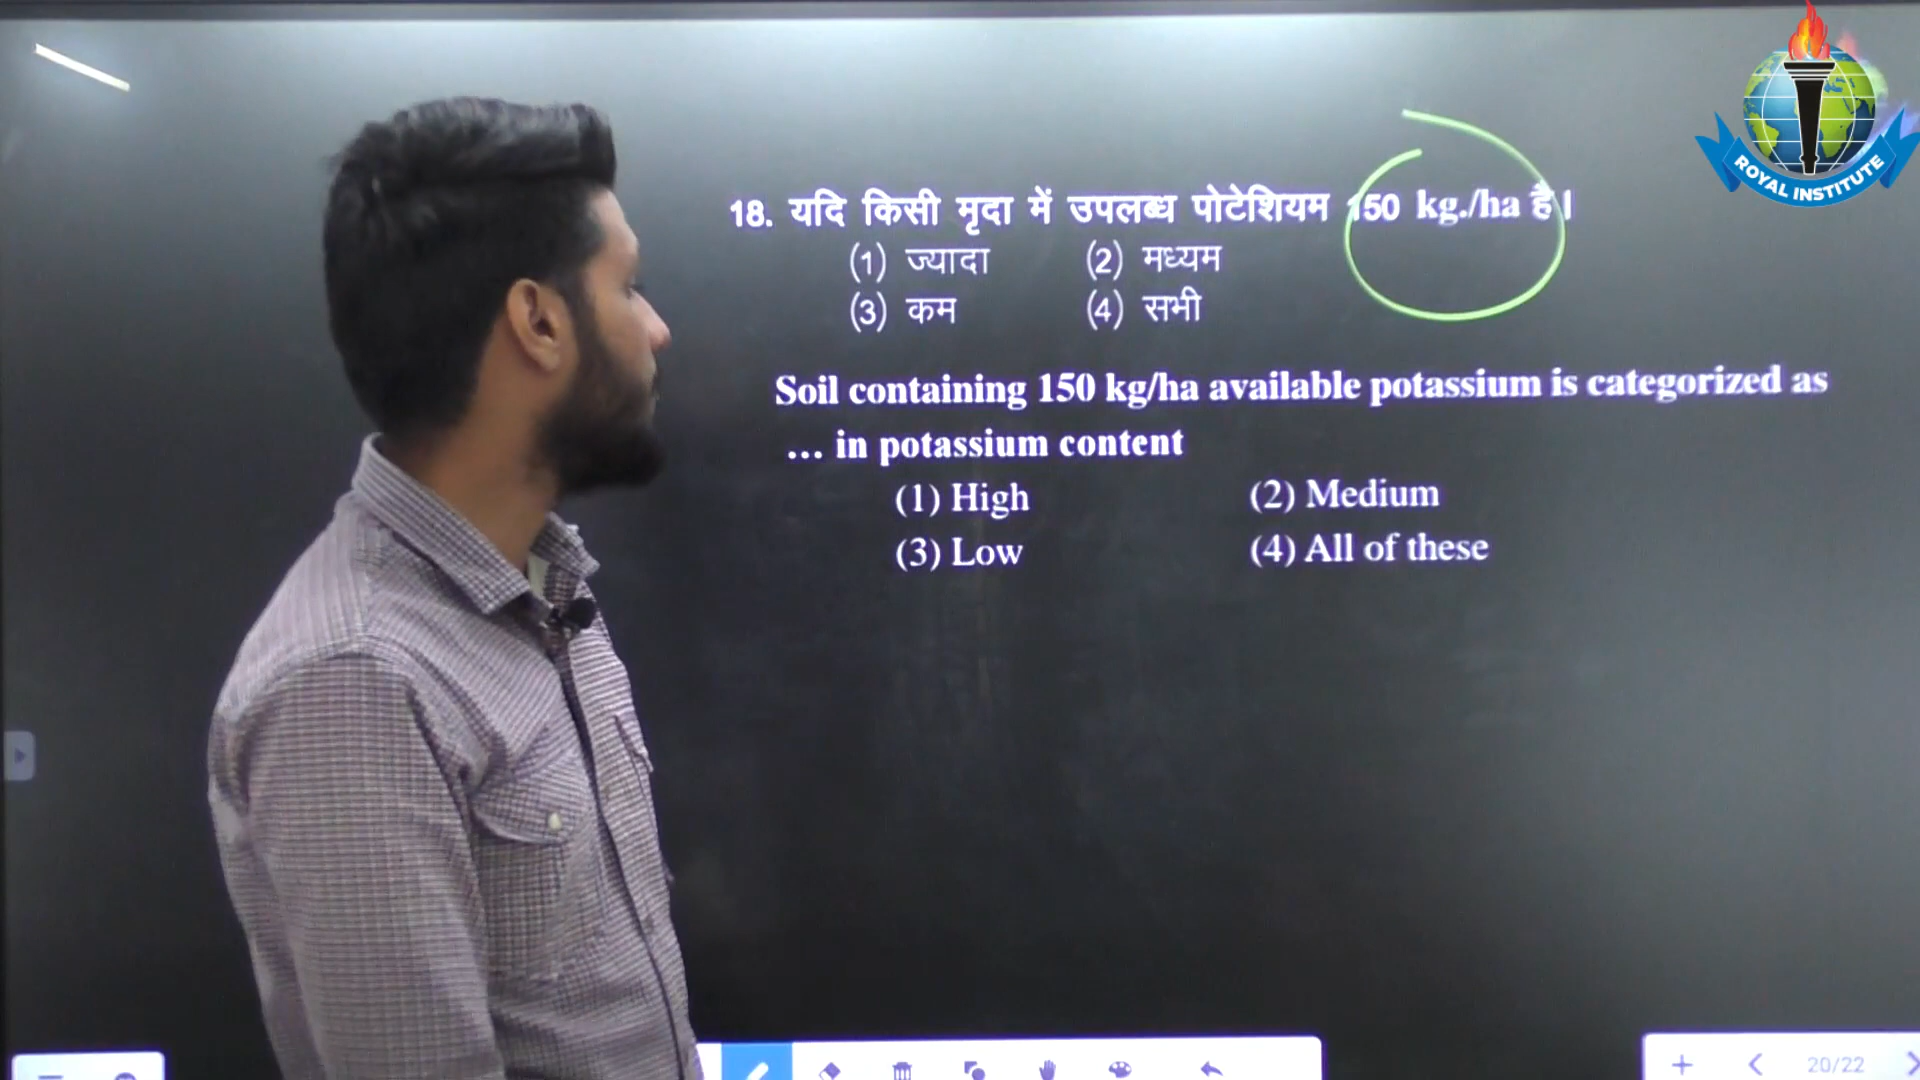 ROYAL INSTITUTE
18. यदि किसी मृदा में उपलब्ध पोटेशियम 150 kg./ha है।
(1) ज्यादा (2) मध्यम
(3) कम (4) सभी
Soil containing 150 kg/ha available potassium is categorized as
... in potassium content
(1) High (2) Medium
(3) Low (4) All of these
20/22